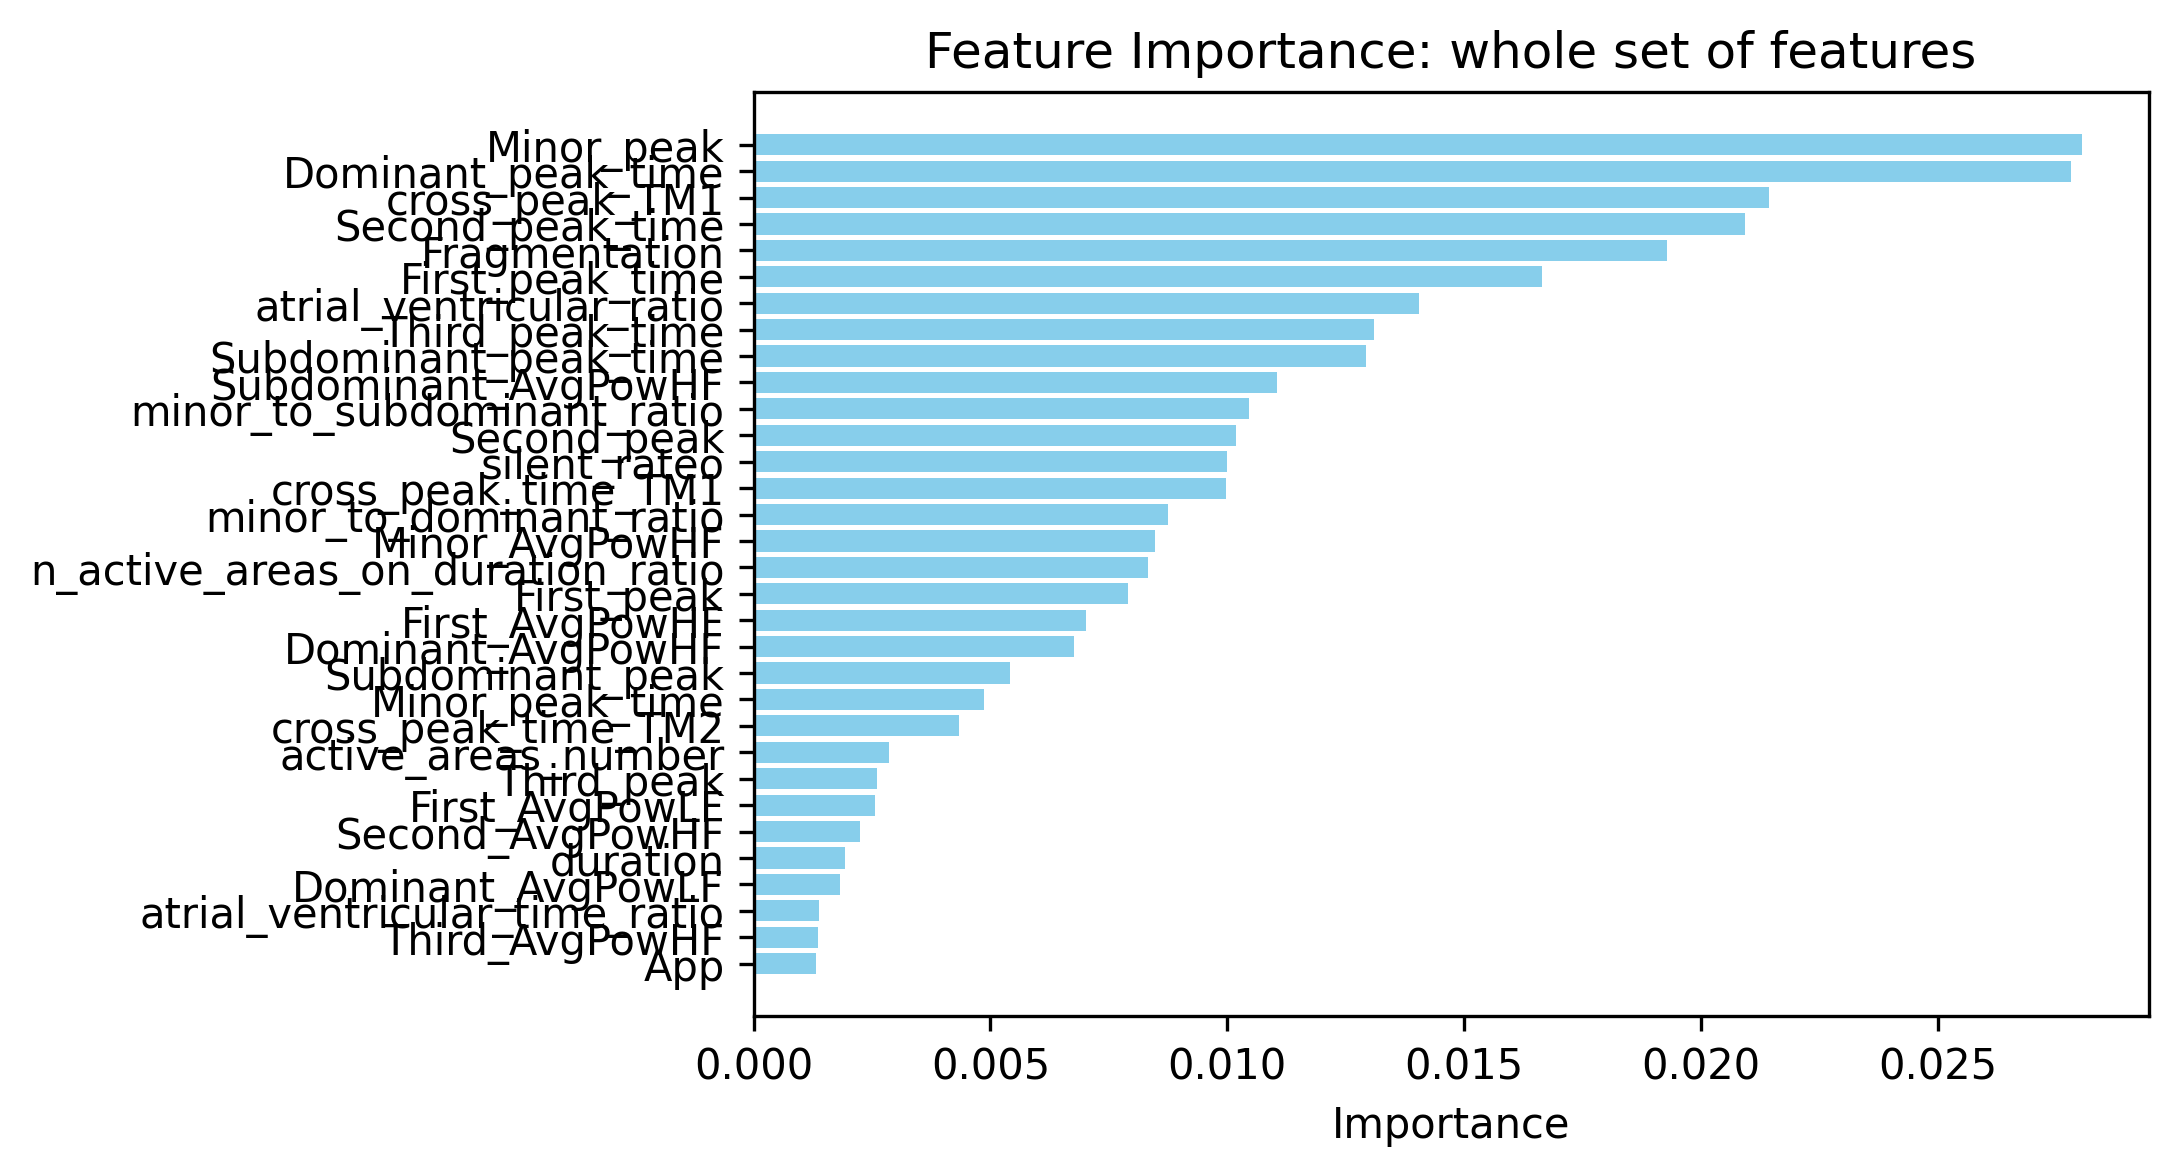 Feature Importance: whole set of features
Minor_peak
Dominant_peak_time
cross_peak_TM1
Second_peak_time
Fragmentation
First_peak_time
atrial_ventricular_ratio
Third_peak_time
Subdominant_peak_time
Subdominant_AvgPowHF
minor_to_subdominant_ratio
Second_peak
silent_rateo
cross_peak_time_TM1
minor_to_dominant_ratio
Minor_AvgPowHF
n_active_areas_on_duration_ratio
First_peak
First_AvgPowHF
Dominant_AvgPowHF
Subdominant_peak
Minor_peak_time
cross_peak_time_TM2
active_areas_number
Third_peak
First_AvgPowLF
Second_AvgPowHF
duration
Dominant_AvgPowLF
atrial_ventricular_time_ratio
Third_AvgPowHF
App
0.000 0.005 0.010 0.015 0.020 0.025
Importance